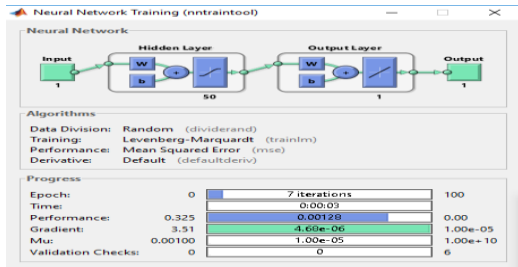 Neural Network Training (nntraintool)
Neural Network
Hidden Layer
Output Layer
Input
W
b
+
W
b
+
Output
1
50
1
1
Algorithms
Data Division: Random (dividerand)
Training: Levenberg-Marquardt (trainlm)
Performance: Mean Squared Error (mse)
Derivative: Default (defaultderiv)
Progress
Epoch: 0 7 iterations 100
Time: 0:00:03
Performance: 0.325 0.00128 0.00
Gradient: 3.51 4.68e-06 1.00e-05
Mu: 0.00100 1.00e-05 1.00e+10
Validation Checks: 0 0 6